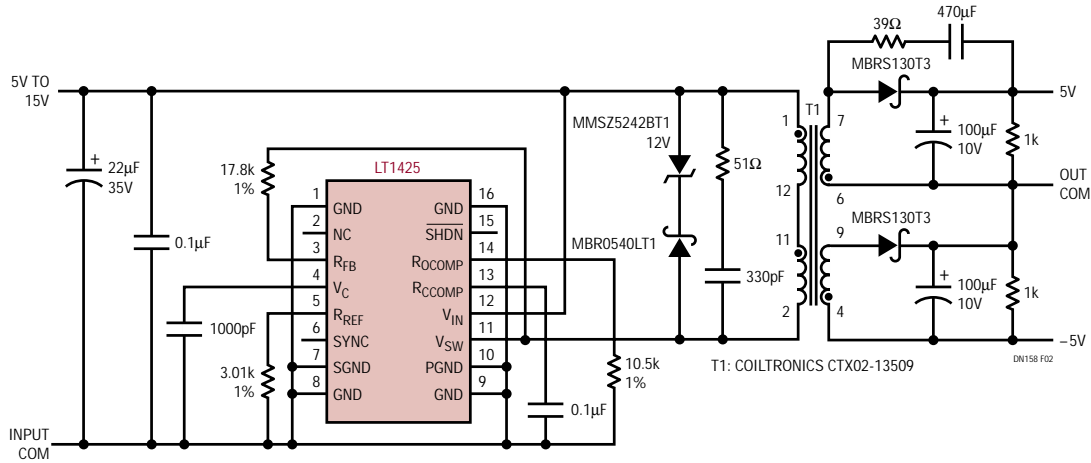 39Ω
470µF
MBRS130T3
5V TO
15V
5V
T1
MMSZ5242BT1
12V
1
7
+
100µF
10V
1k
+
22µF
35V
17.8k
1%
LT1425
51Ω
12
6
OUT
COM
1
GND
16
GND
2
NC
15
SHDN
3
RFB
14
ROCOMP
4
VC
13
RCCOMP
5
RREF
12
VIN
6
SYNC
11
VSW
7
SGND
10
PGND
8
GND
9
GND
0.1µF
MBR0540LT1
11
9
MBRS130T3
330pF
+
100µF
10V
1k
1000pF
2
4
–5V
3.01k
1%
10.5k
1%
0.1µF
T1: COILTRONICS CTX02-13509
DN158 F02
INPUT
COM